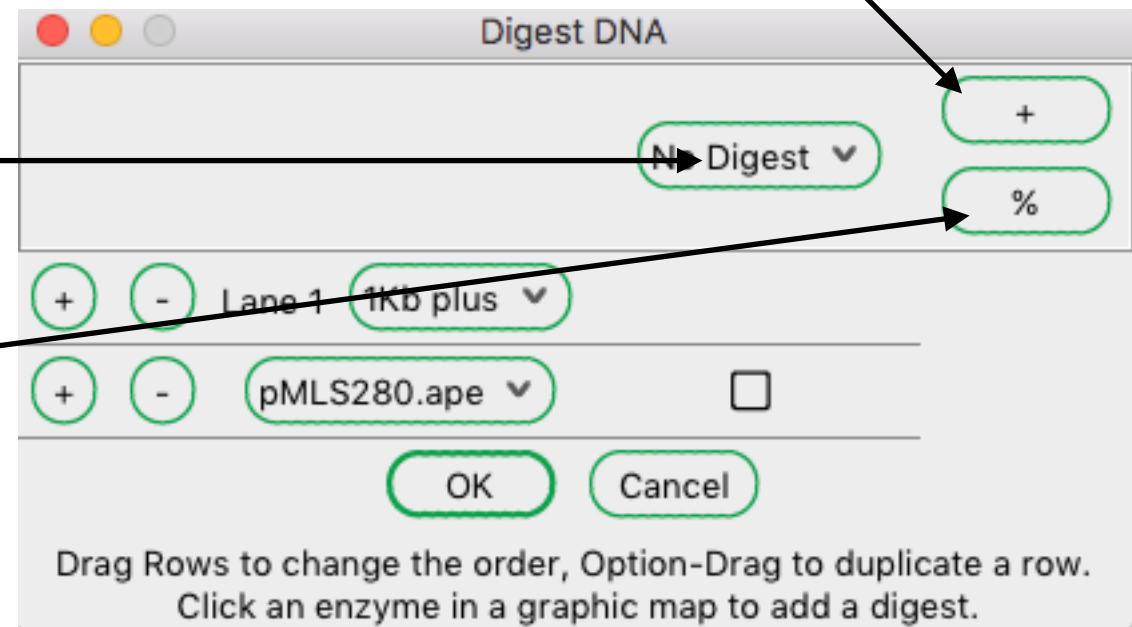 Digest DNA
+
No Digest
%
+ - Lane 1 1Kb plus
+ - pMLS280.ape
OK Cancel
Drag Rows to change the order, Option-Drag to duplicate a row.
Click an enzyme in a graphic map to add a digest.